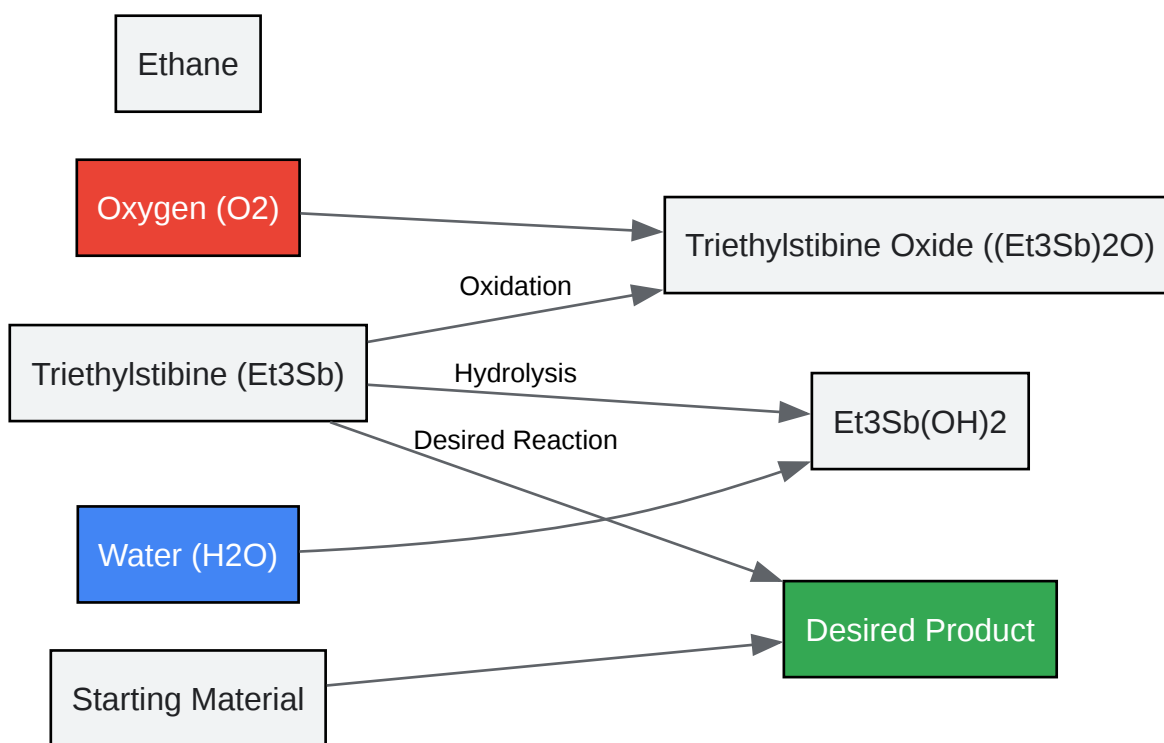 Ethane
Oxygen (O2)
Triethylstibine Oxide ((Et3Sb)2O)
Oxidation
Triethylstibine (Et3Sb)
Hydrolysis
Et3Sb(OH)2
Desired Reaction
Water (H2O)
Desired Product
Starting Material